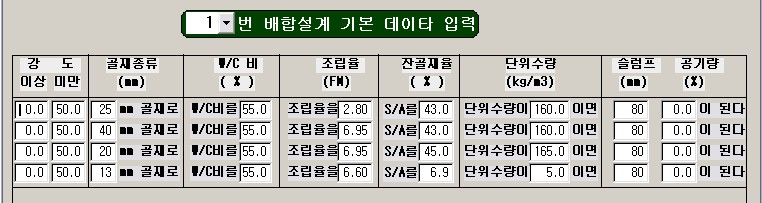 1 번 배합설계 기본 데이타 입력
강 도 골재종류 W/C 비 조립율 잔골재율 단위수량 슬럼프 공기량
이상 미만 (mm) ( % ) (FM) ( % ) (kg/m3) (mm) (%)
0.0 50.0 25 mm 골재로 W/C비를 55.0 조립율을 2.80 S/A를 43.0 단위수량이 160.0 이면 80 0.0 이 된다
0.0 50.0 40 mm 골재로 W/C비를 55.0 조립율을 6.95 S/A를 43.0 단위수량이 160.0 이면 80 0.0 이 된다
0.0 50.0 20 mm 골재로 W/C비를 55.0 조립율을 6.95 S/A를 45.0 단위수량이 165.0 이면 80 0.0 이 된다
0.0 50.0 13 mm 골재로 W/C비를 55.0 조립율을 6.60 S/A를 6.9 단위수량이 5.0 이면 80 0.0 이 된다